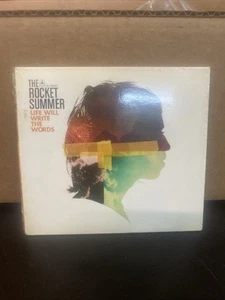 THE
ROCKET
SUMMER
LIFE WILL
WRITE
THE
WORDS